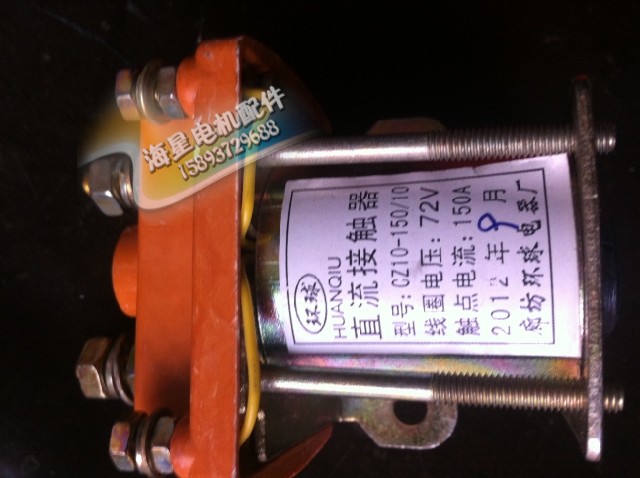 海星电机配件
15893729688
环球
HUANQIU
直流接触器
型号:CZ10-150/10
线圈电压:72V
触点电流:150A
2012年8月
廊坊环球电器厂